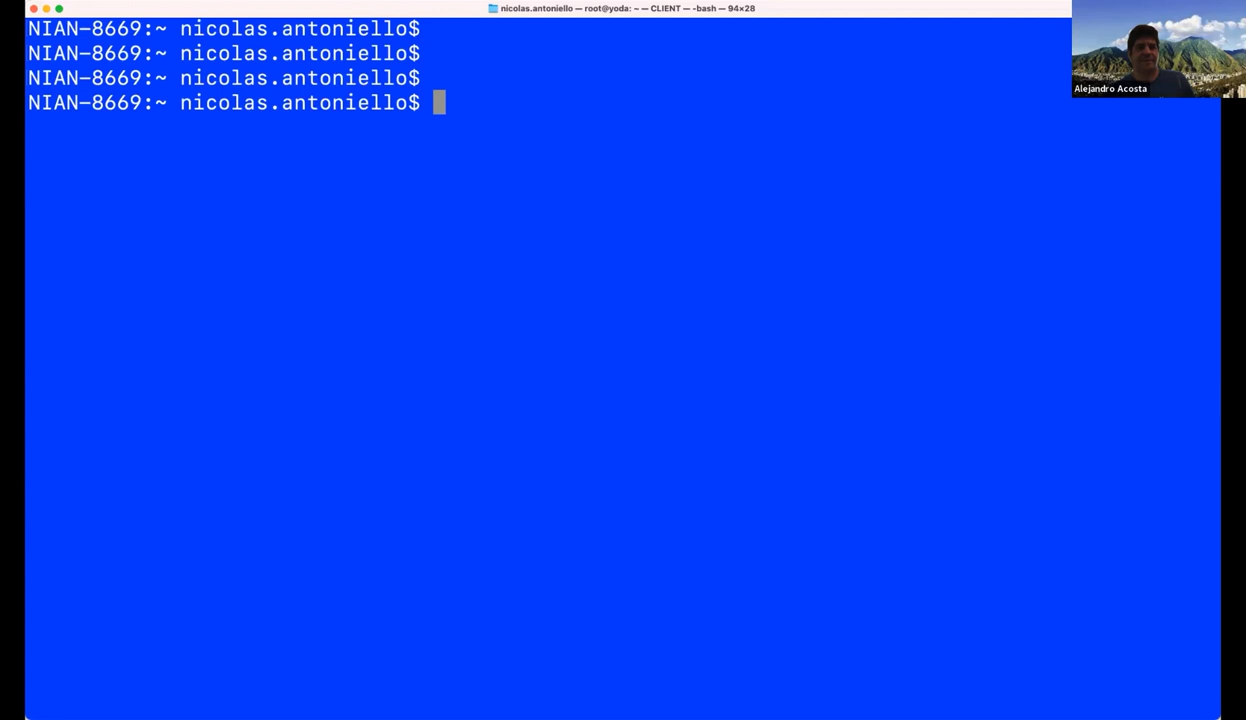 nicolas.antoniello — root@yoda: ~ — CLIENT — -bash — 94×28
NIAN-8669:~ nicolas.antoniello$
NIAN-8669:~ nicolas.antoniello$
NIAN-8669:~ nicolas.antoniello$
NIAN-8669:~ nicolas.antoniello$
Alejandro Acosta